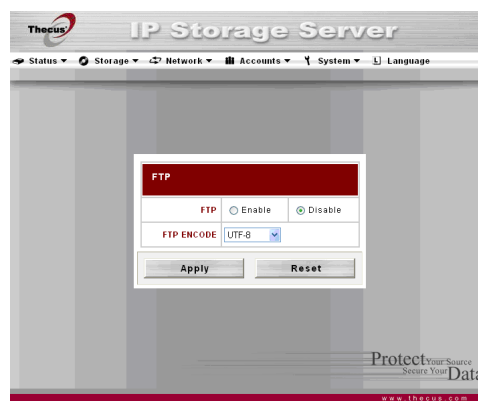 Thecus
IP Storage Server
Status Storage Network Accounts System L Language
FTP
FTP Enable Disable
FTP ENCODE UTF-8
Apply Reset
Protect Your Source
Secure Your Data
www.thecus.com